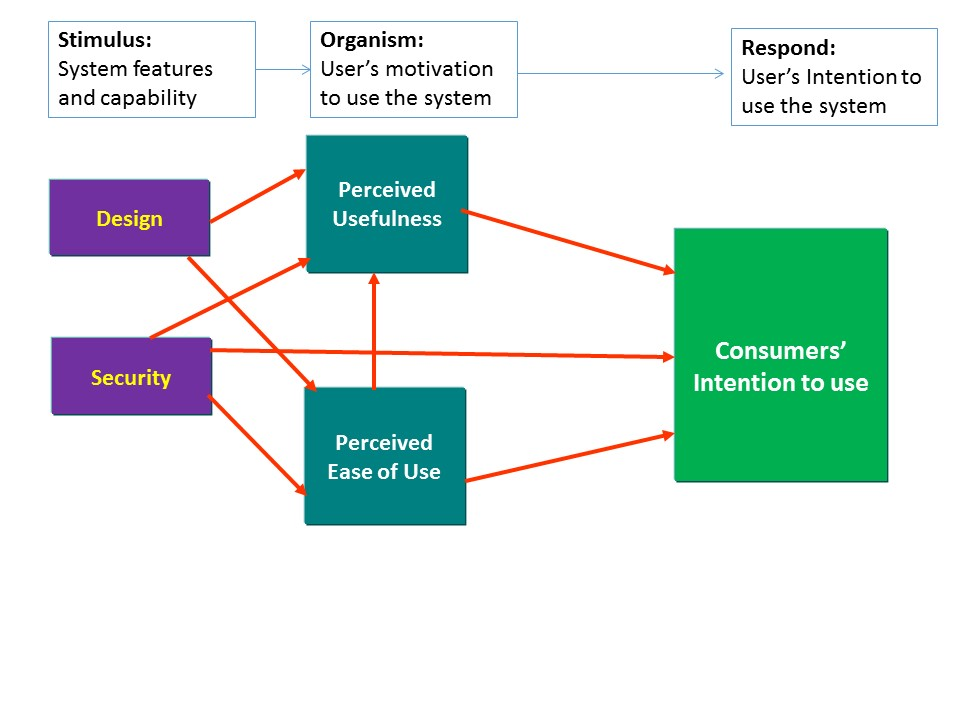 Stimulus:
System features
and capability
Organism:
User’s motivation
to use the system
Respond:
User’s Intention to
use the system
Design
Perceived
Usefulness
Security
Consumers’
Intention to use
Perceived
Ease of Use